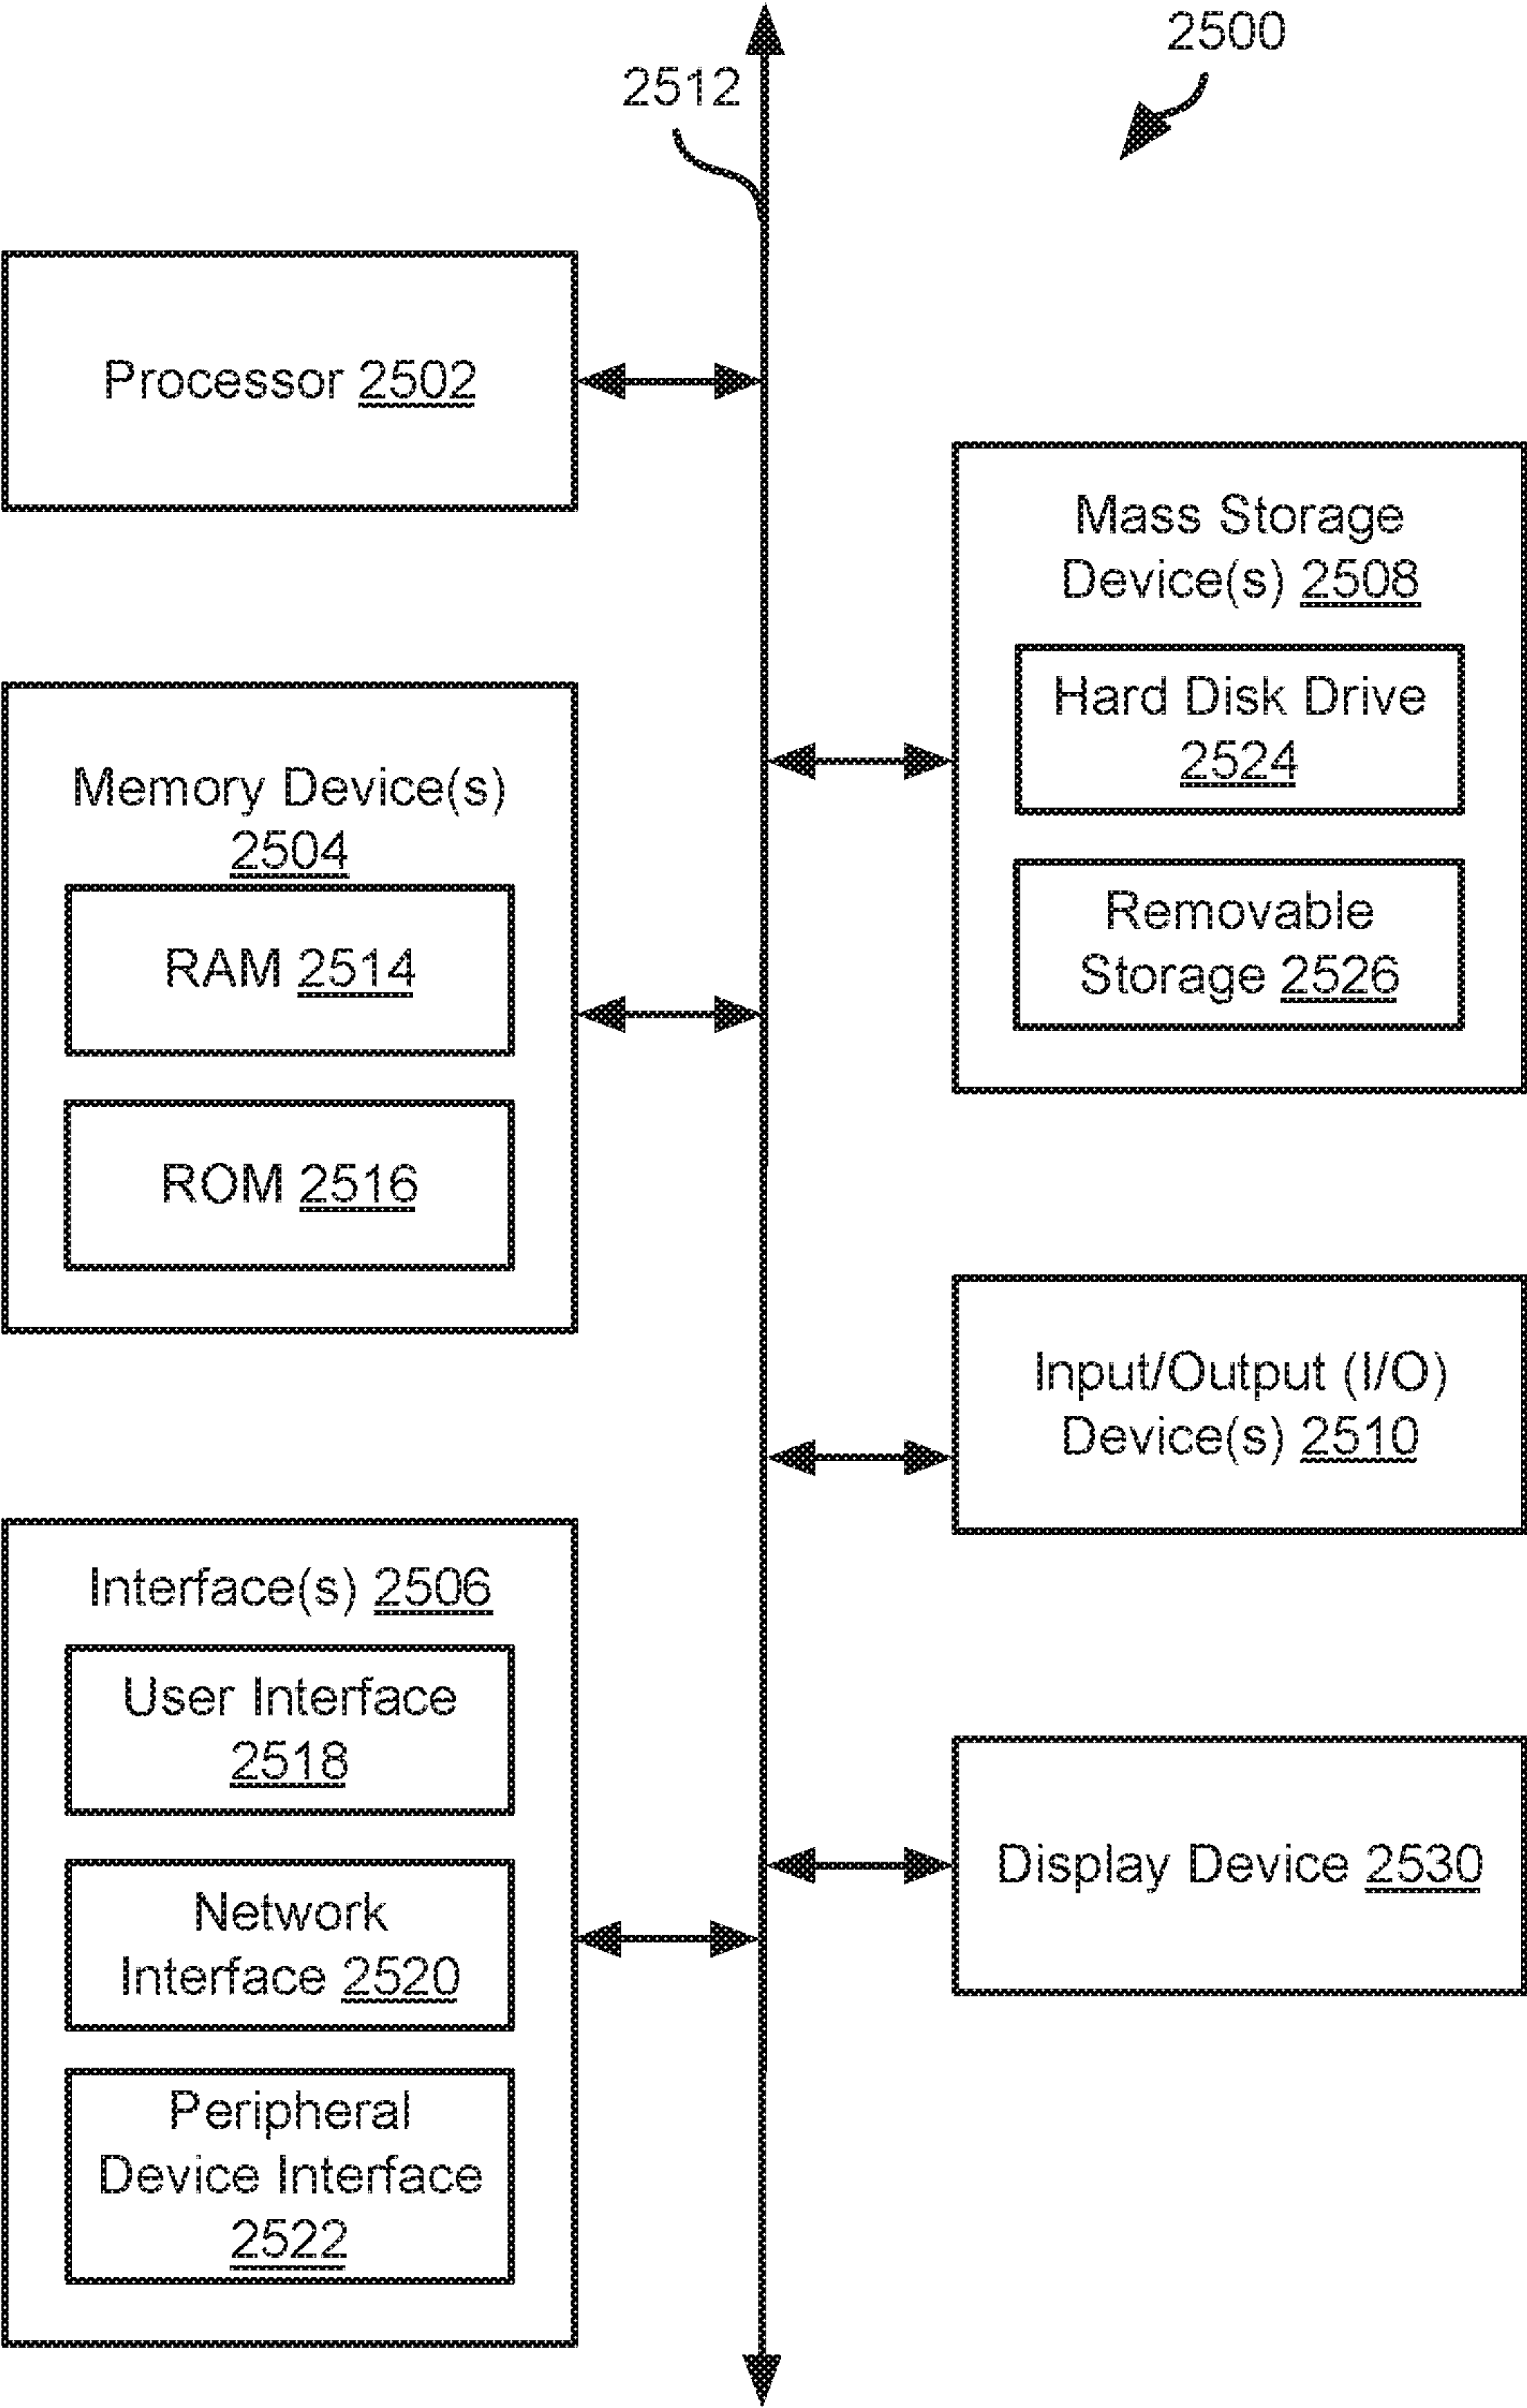 2500
2512
Processor 2502
Mass Storage
Device(s) 2508
Hard Disk Drive
2524
Removable
Storage 2526
Memory Device(s)
2504
RAM 2514
ROM 2516
Input/Output (I/O)
Device(s) 2510
Interface(s) 2506
User Interface
2518
Network
Interface 2520
Peripheral
Device Interface
2522
Display Device 2530